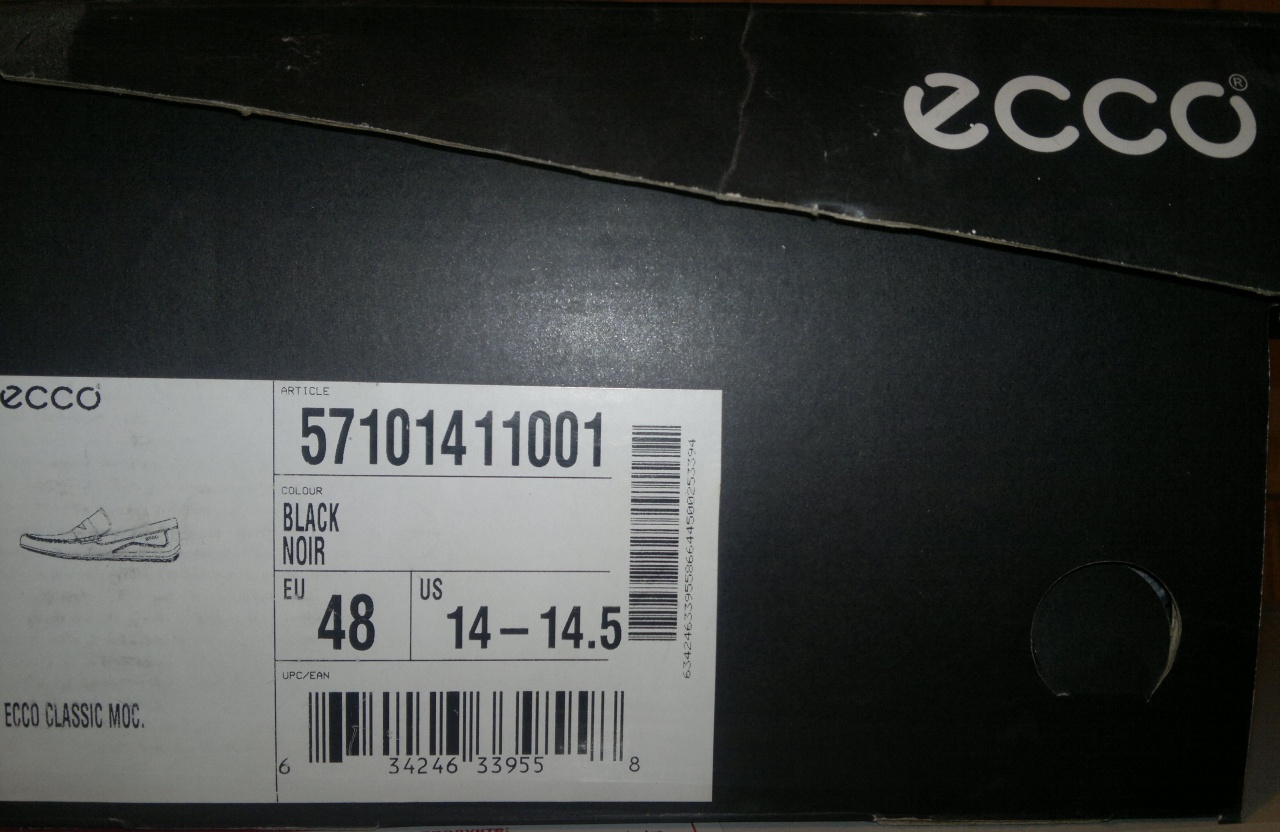 ecco®
ecco
ARTICLE
57101411001
COLOUR
BLACK
NOIR
EU
48
US
14 – 14.5
UPC/EAN
6 34246 33955 8
ECCO CLASSIC MOC.